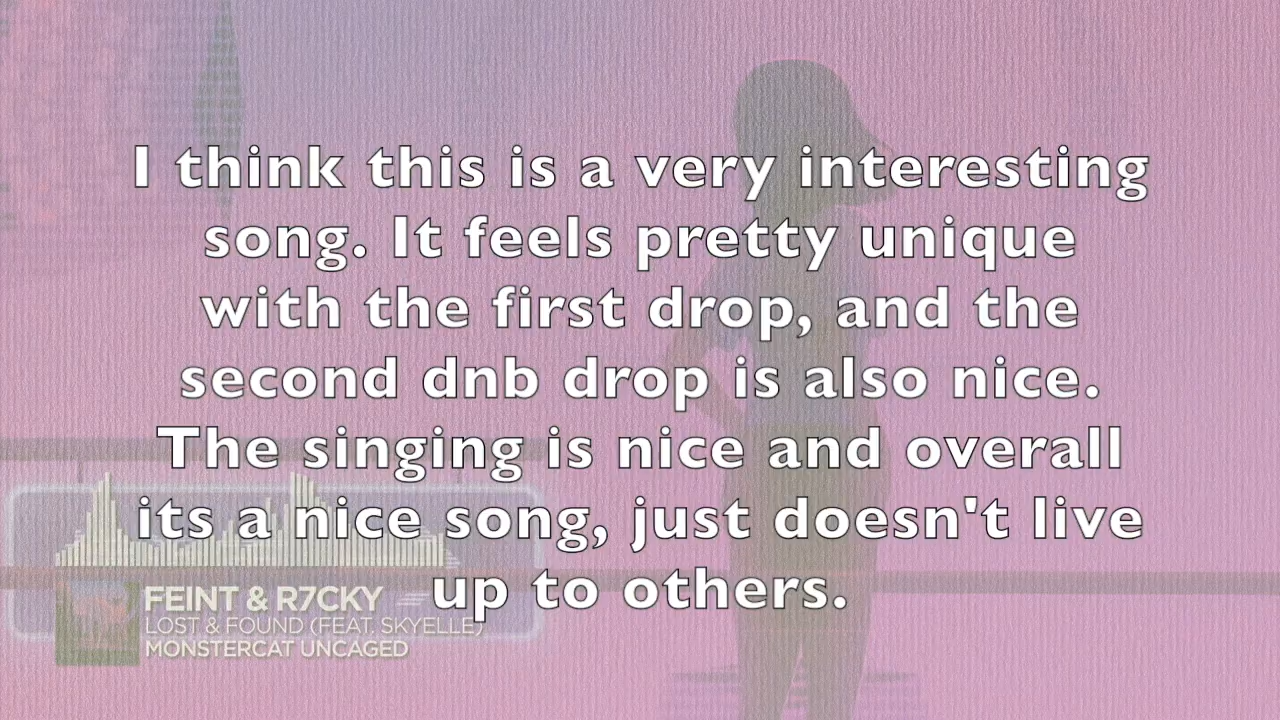 I think this is a very interesting
song. It feels pretty unique
with the first drop, and the
second dnb drop is also nice.
The singing is nice and overall
its a nice song, just doesn't live
up to others.
FEINT & R7CKY
LOST & FOUND (FEAT. SKYELLE)
MONSTERCAT UNCAGED